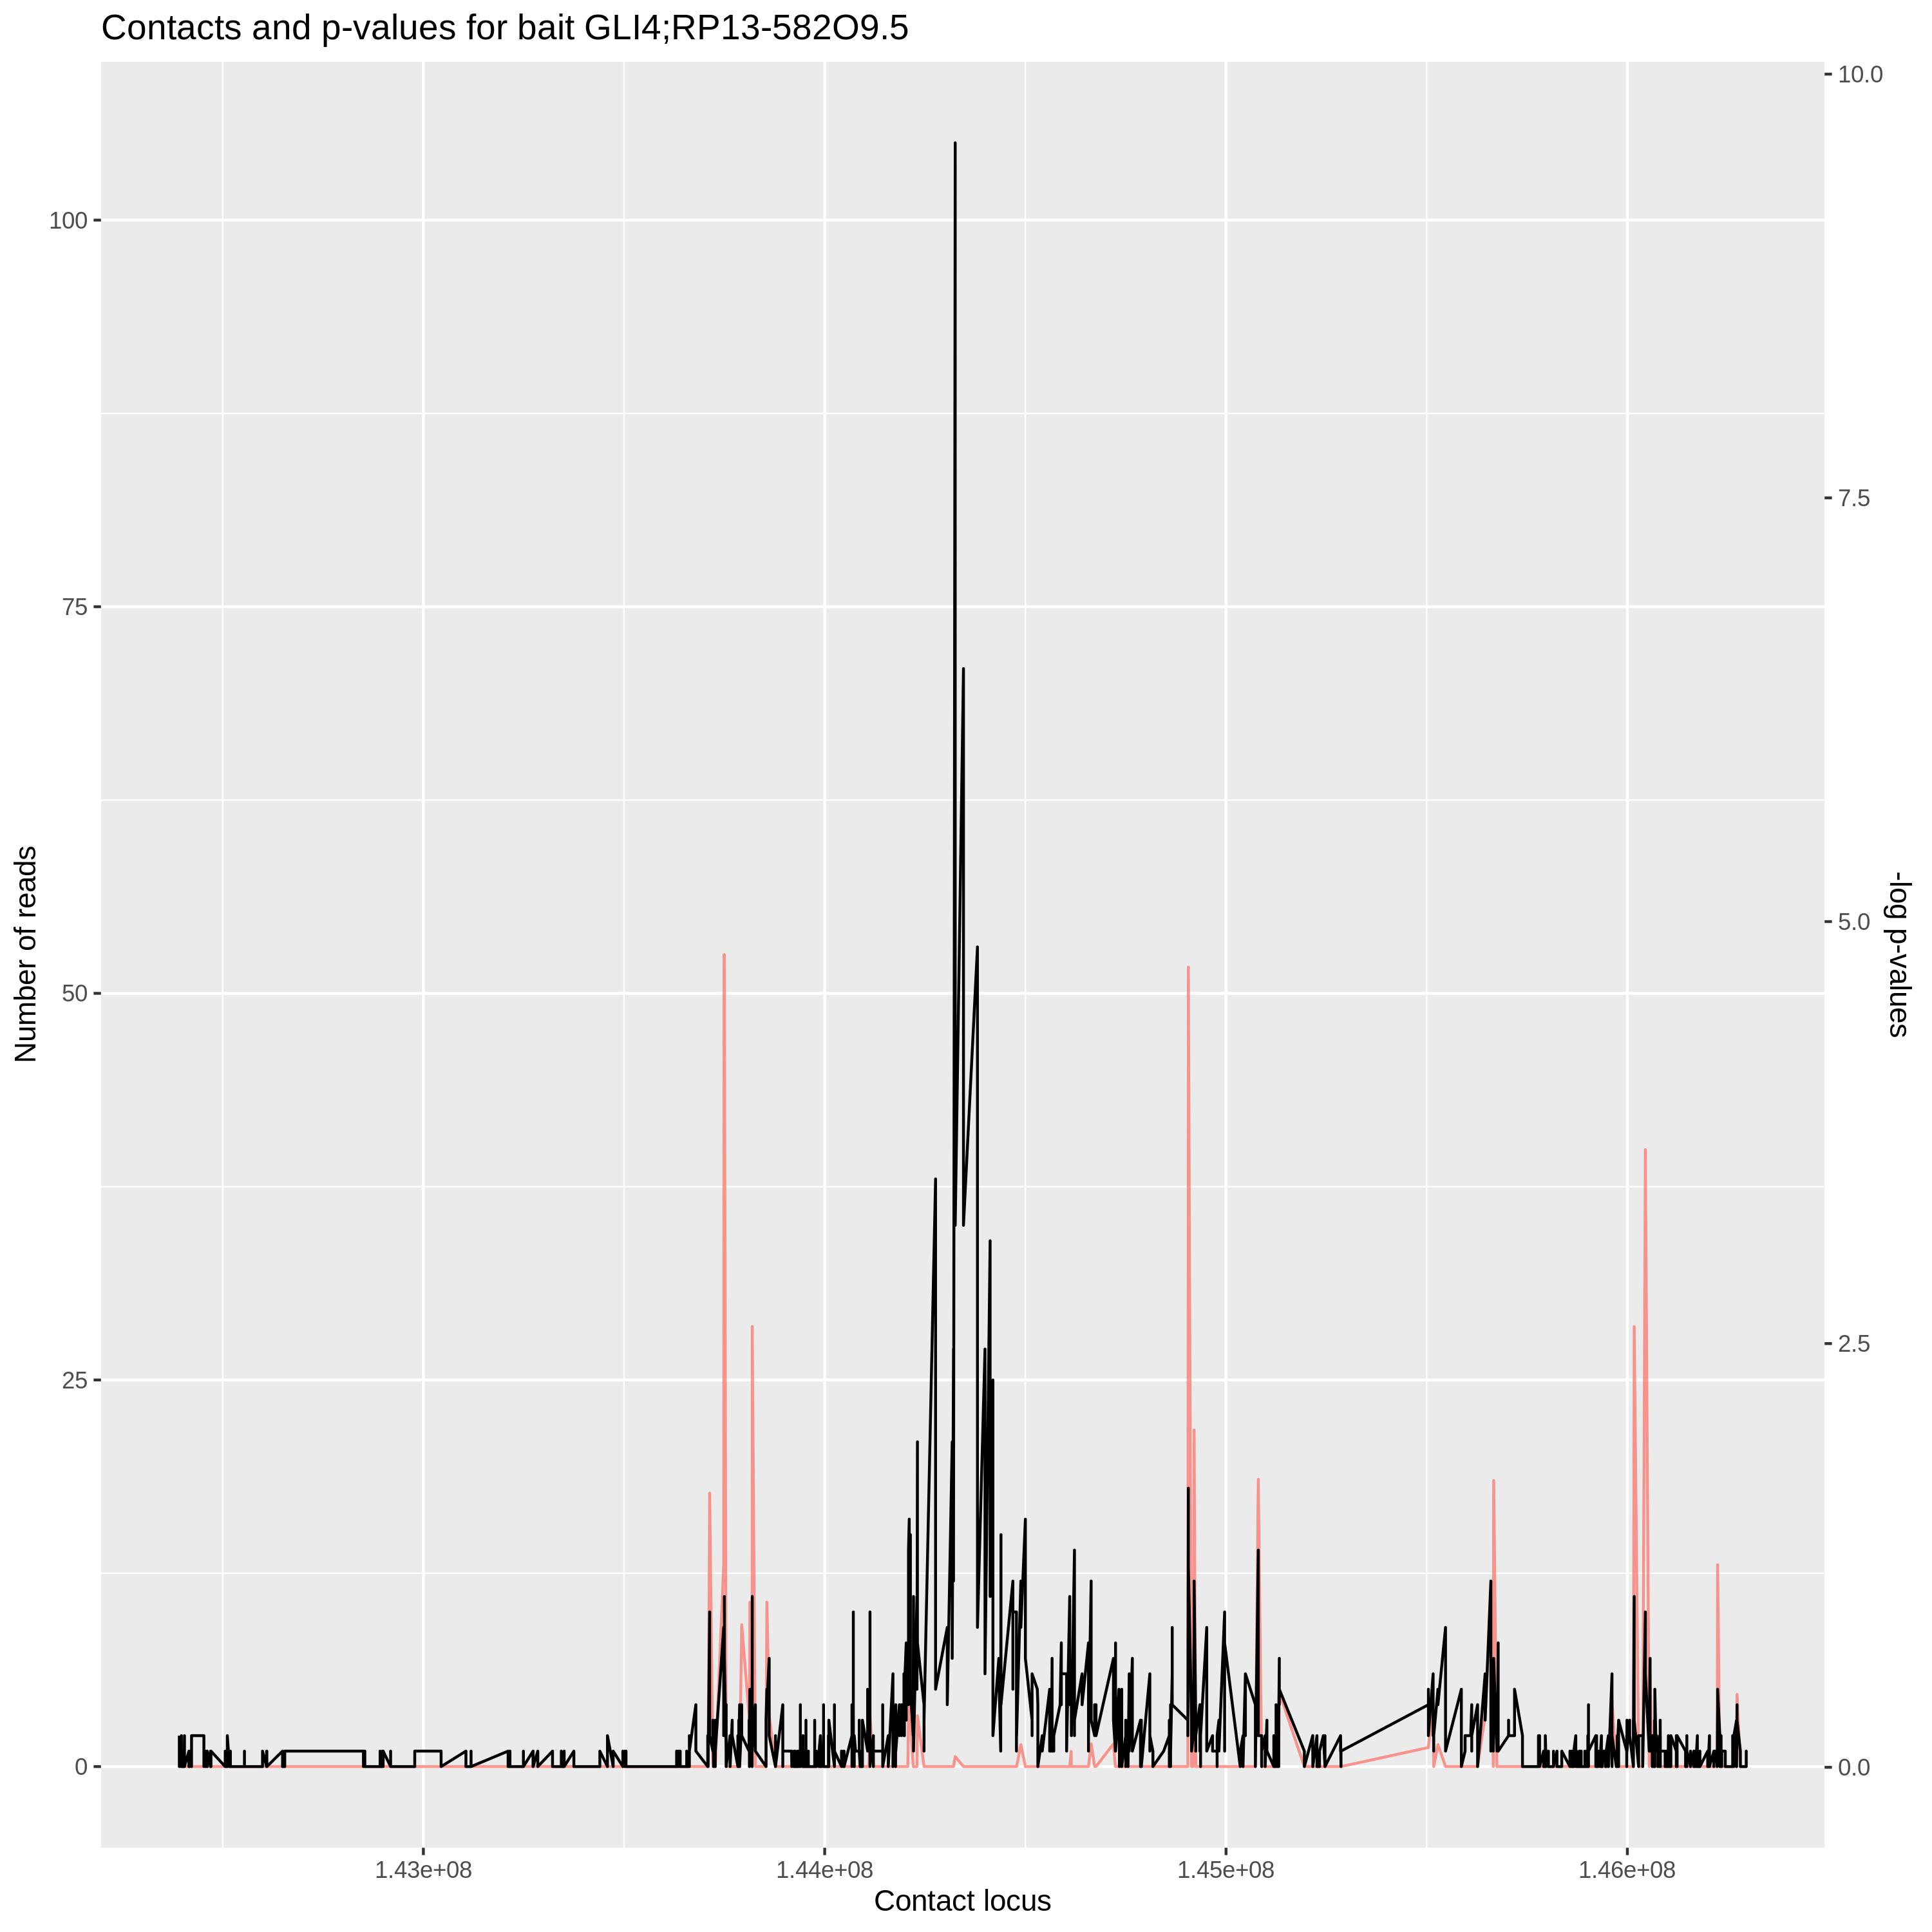 Contacts and p-values for bait GLI4;RP13-582O9.5
10.0
100
7.5
75
Number of reads
-log p-values
5.0
50
2.5
25
0
0.0
1.43e+08 1.44e+08 1.45e+08 1.46e+08
Contact locus